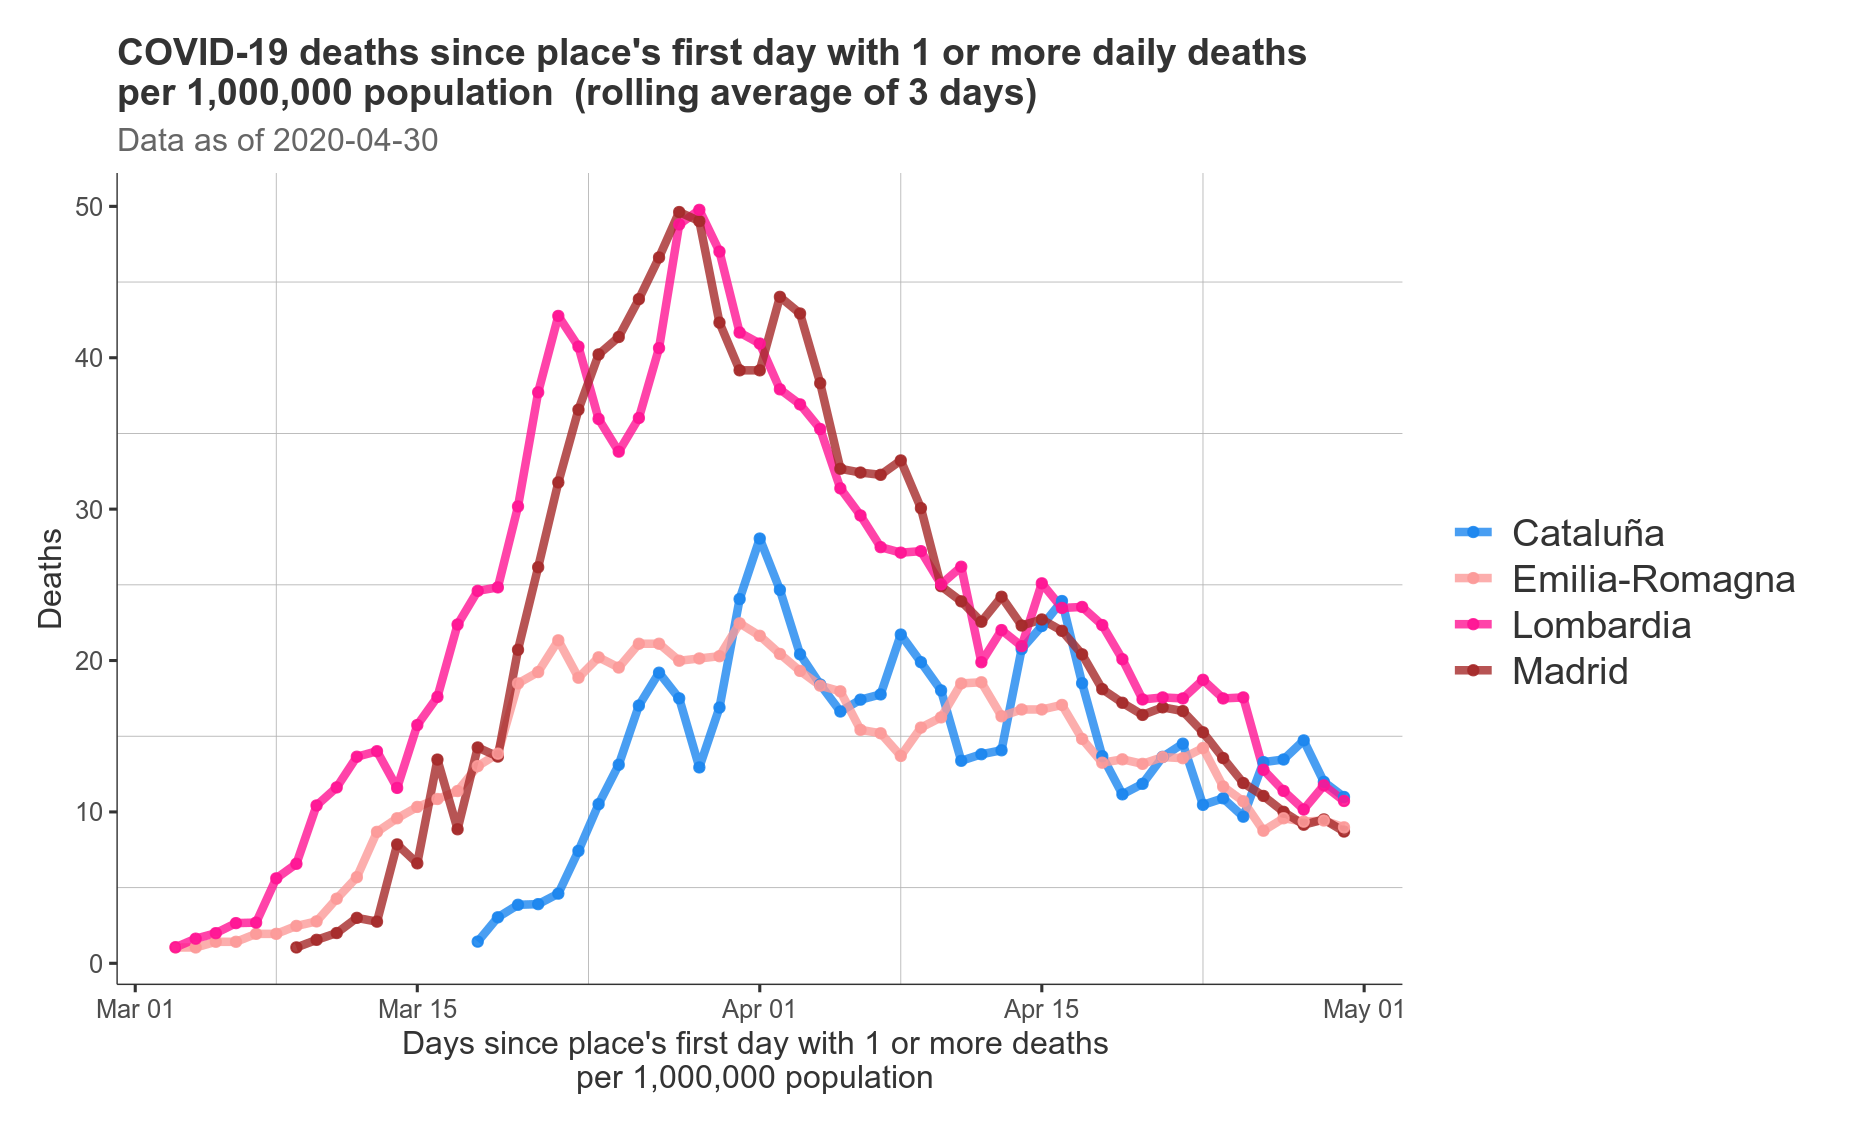 COVID-19 deaths since place's first day with 1 or more daily deaths
per 1,000,000 population  (rolling average of 3 days)
Data as of 2020-04-30
50
40
30
20
10
0
Deaths
Mar 01
Mar 15
Apr 01
Apr 15
May 01
Days since place's first day with 1 or more deaths
per 1,000,000 population
Cataluña
Emilia-Romagna
Lombardia
Madrid